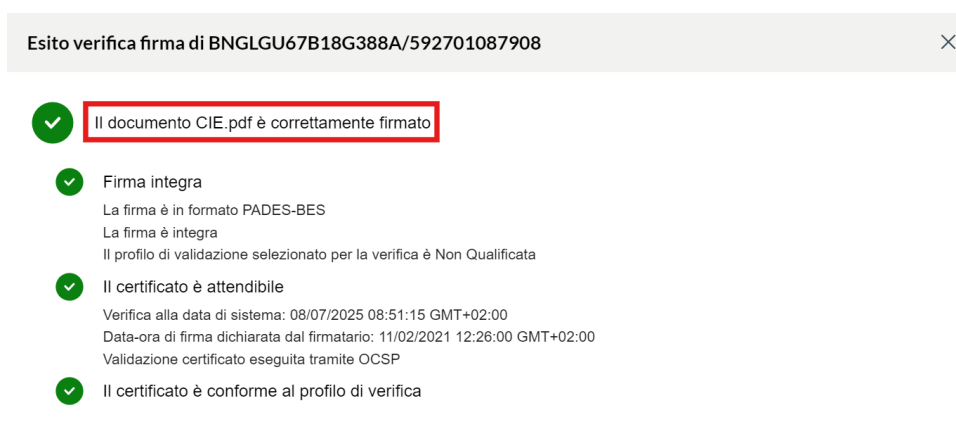 Esito verifica firma di BNGLGU67B18G388A/592701087908
Il documento CIE.pdf è correttamente firmato
Firma integra
La firma è in formato PADES-BES
La firma è integra
Il profilo di validazione selezionato per la verifica è Non Qualificata
Il certificato è attendibile
Verifica alla data di sistema: 08/07/2025 08:51:15 GMT+02:00
Data-ora di firma dichiarata dal firmatario: 11/02/2021 12:26:00 GMT+02:00
Validazione certificato eseguita tramite OCSP
Il certificato è conforme al profilo di verifica